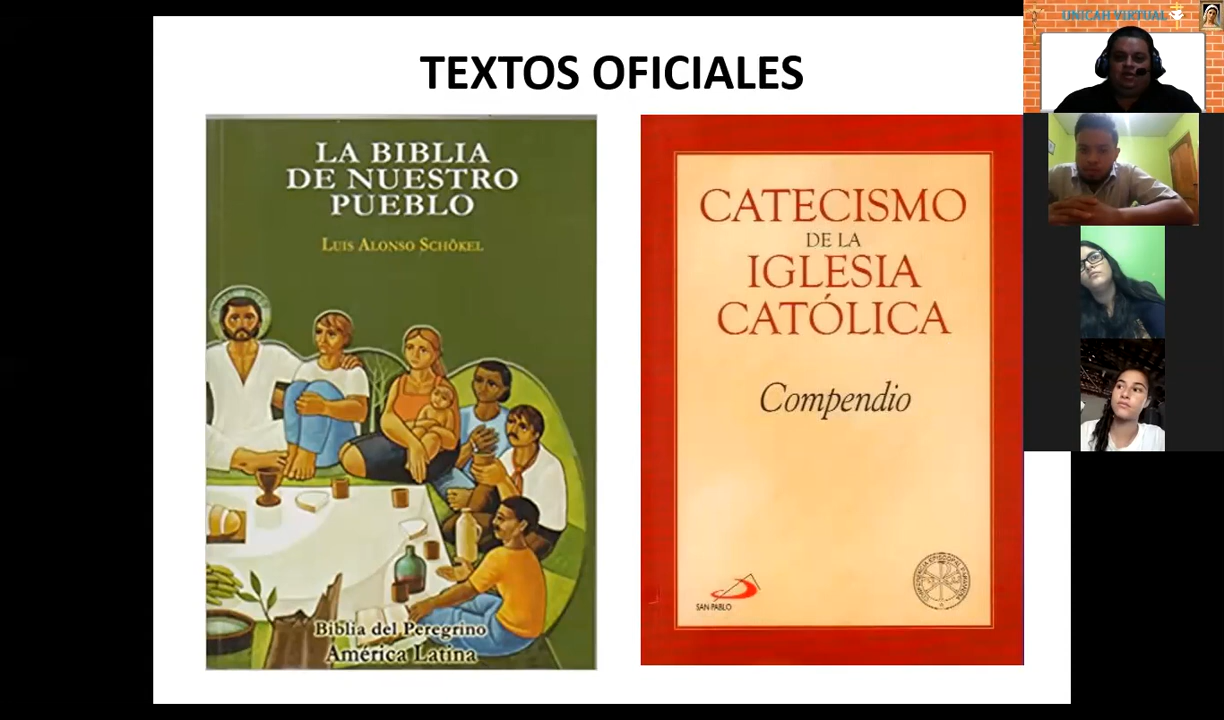 TEXTOS OFICIALES
LA BIBLIA
DE NUESTRO
PUEBLO
LUIS ALONSO SCHÖKEL
Biblia del Peregrino
América Latina
CATECISMO
DE LA
IGLESIA
CATÓLICA
Compendio
SAN PABLO
UNICAH VIRTUAL